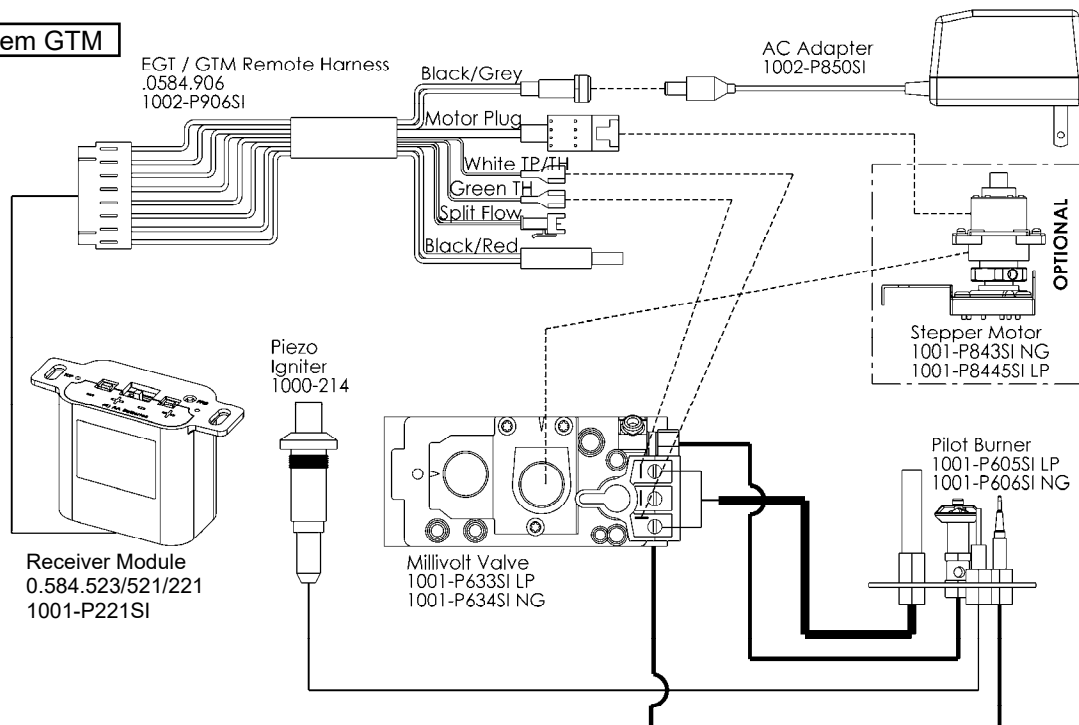 em GTM
EGT / GTM Remote Harness
.0584.906
1002-P906SI
Black/Grey
Motor Plug
White TP/TH
Green TH
Split Flow
Black/Red
AC Adapter
1002-P850SI
OPTIONAL
Stepper Motor
1001-P843SI NG
1001-P8445SI LP
Piezo
Igniter
1000-214
Receiver Module
0.584.523/521/221
1001-P221SI
Millivolt Valve
1001-P633SI LP
1001-P634SI NG
Pilot Burner
1001-P605SI LP
1001-P606SI NG